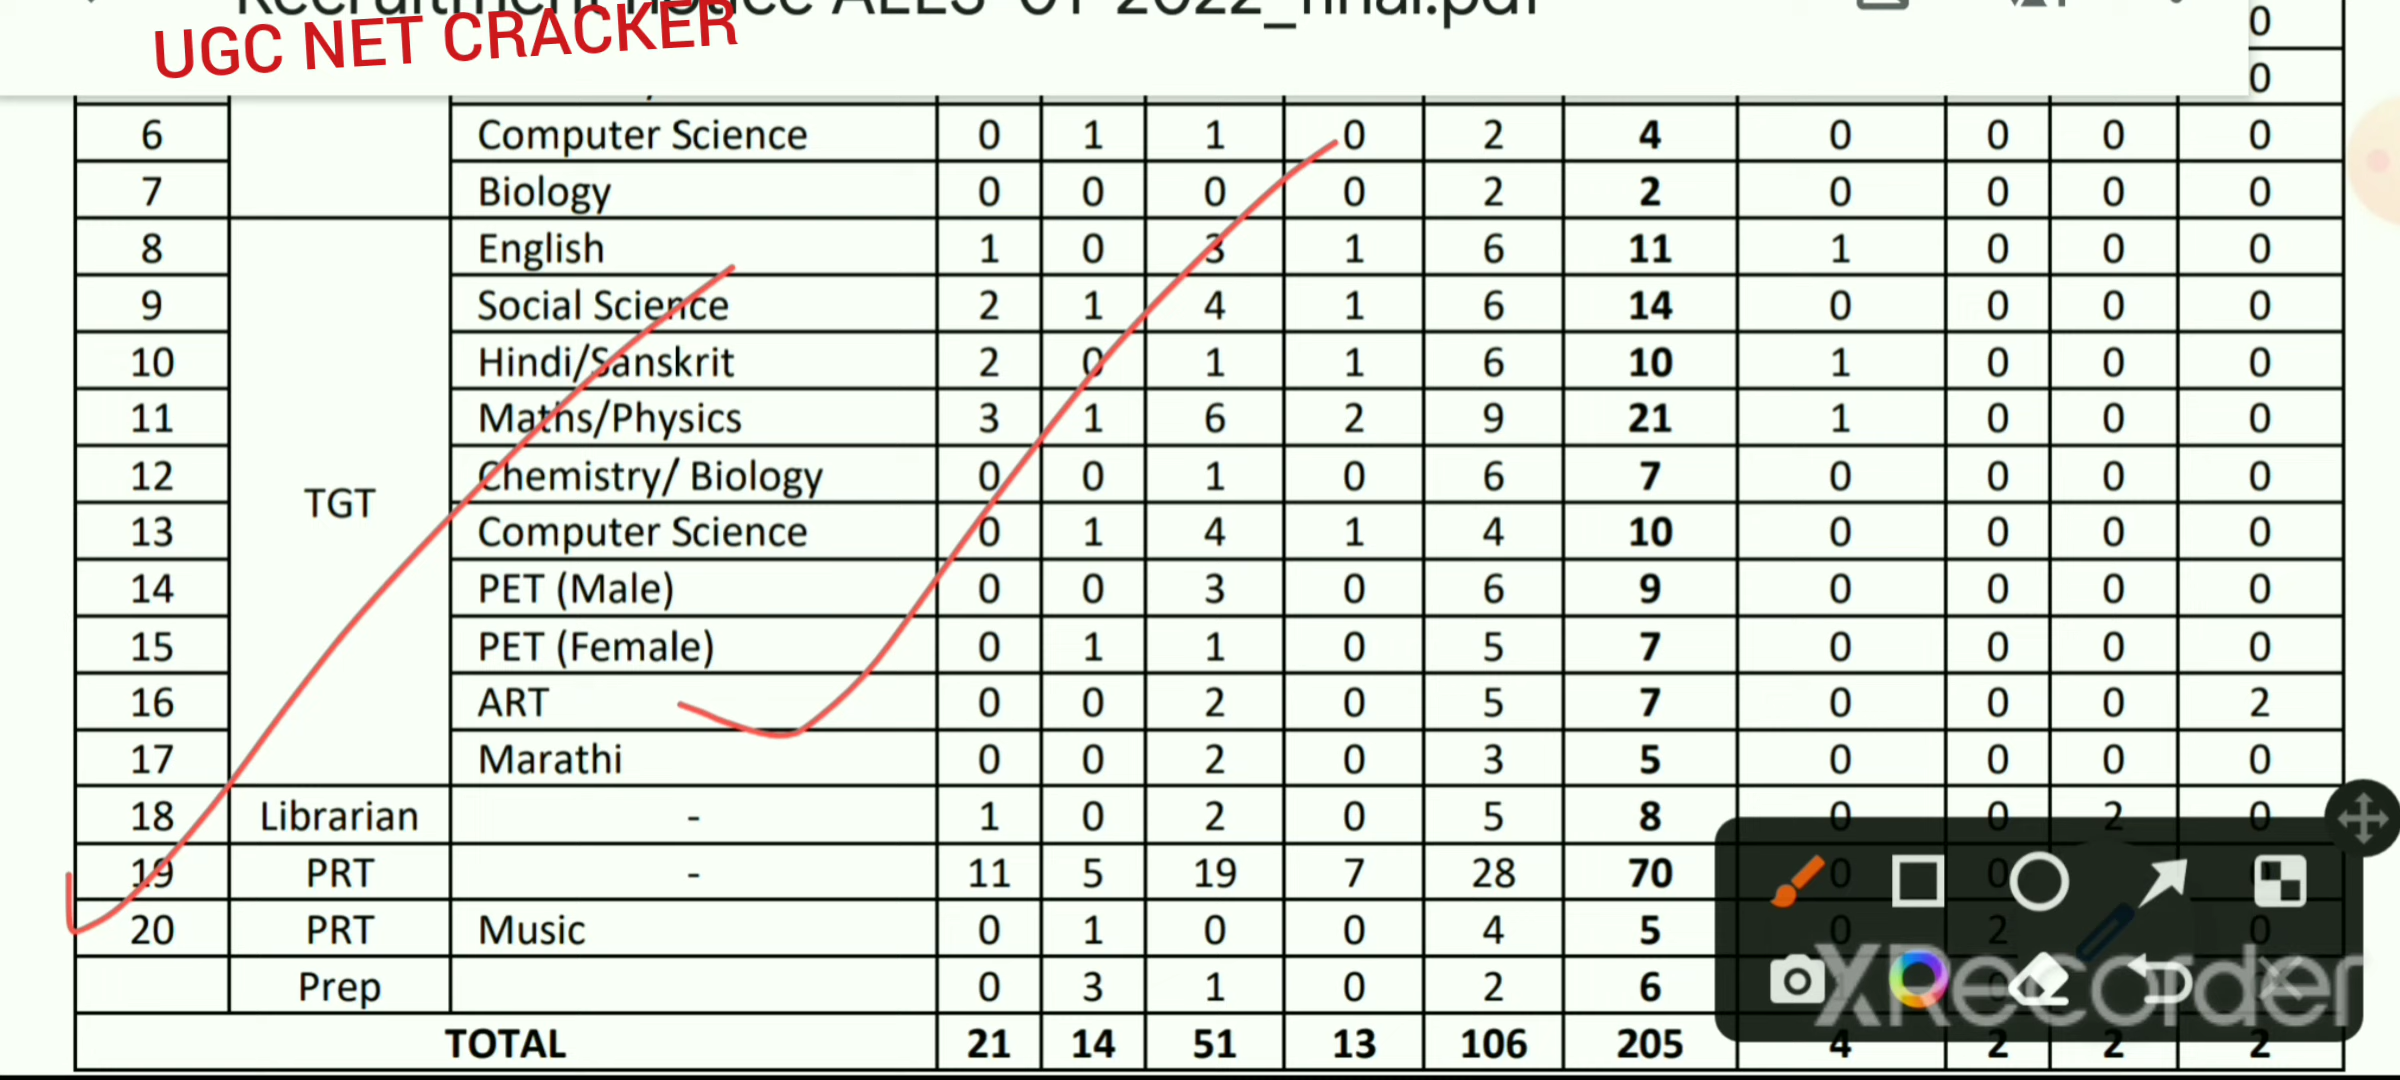 Recruitment notice AEES-01-2022_final.pdf
UGC NET CRACKER
0
0
6 Computer Science 0 1 1 0 2 4 0 0 0 0
7 Biology 0 0 0 0 2 2 0 0 0 0
8 English 1 0 3 1 6 11 1 0 0 0
9 Social Science 2 1 4 1 6 14 0 0 0 0
10 Hindi/Sanskrit 2 0 1 1 6 10 1 0 0 0
11 Maths/Physics 3 1 6 2 9 21 1 0 0 0
12 Chemistry/ Biology 0 0 1 0 6 7 0 0 0 0
TGT
13 Computer Science 0 1 4 1 4 10 0 0 0 0
14 PET (Male) 0 0 3 0 6 9 0 0 0 0
15 PET (Female) 0 1 1 0 5 7 0 0 0 0
16 ART 0 0 2 0 5 7 0 0 0 2
17 Marathi 0 0 2 0 3 5 0 0 0 0
18 Librarian - 1 0 2 0 5 8 0 0 2 0
19 PRT - 11 5 19 7 28 70 0 0 0
20 PRT Music 0 1 0 0 4 5 0 2 0
Prep 0 3 1 0 2 6
XRecorder
TOTAL 21 14 51 13 106 205 4 2 2 2